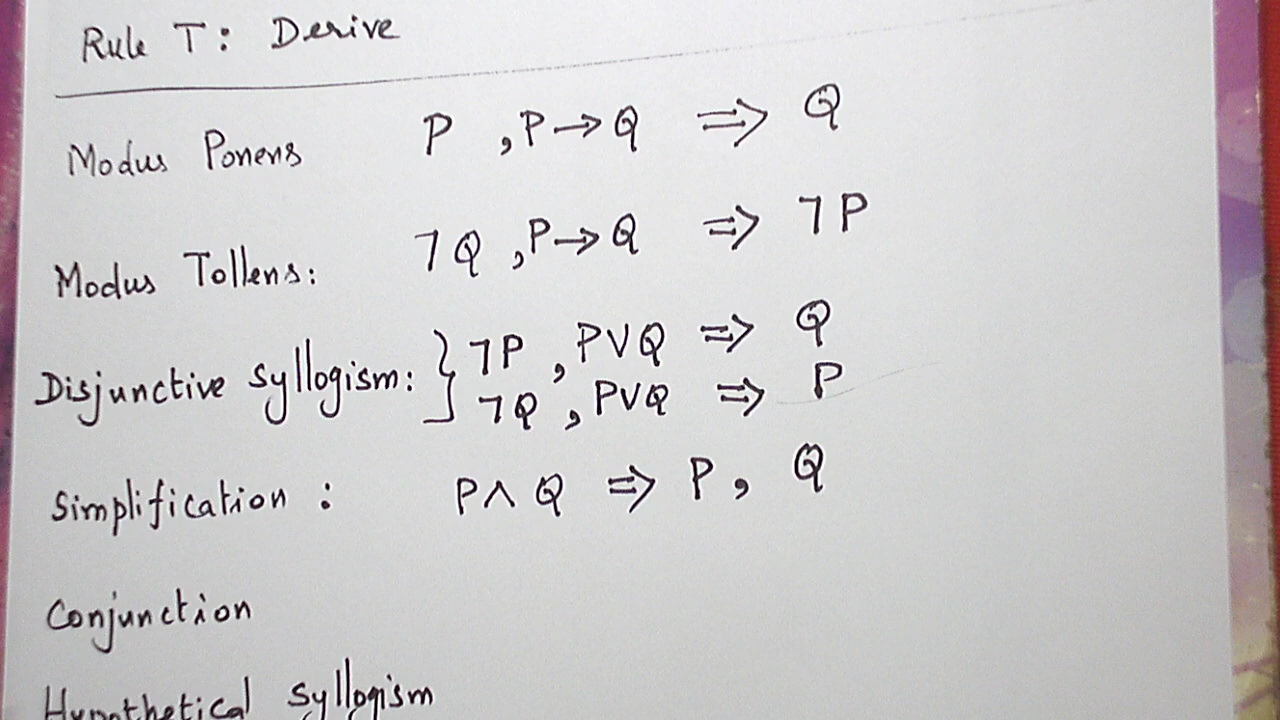 Rule T: Derive
Modus Ponens P , P → Q ⇒ Q
Modus Tollens: ¬Q , P → Q ⇒ ¬P
Disjunctive Syllogism: } ¬P , P∨Q ⇒ Q
¬Q , P∨Q ⇒ P
Simplification : P∧Q ⇒ P, Q
Conjunction
Hypothetical Syllogism